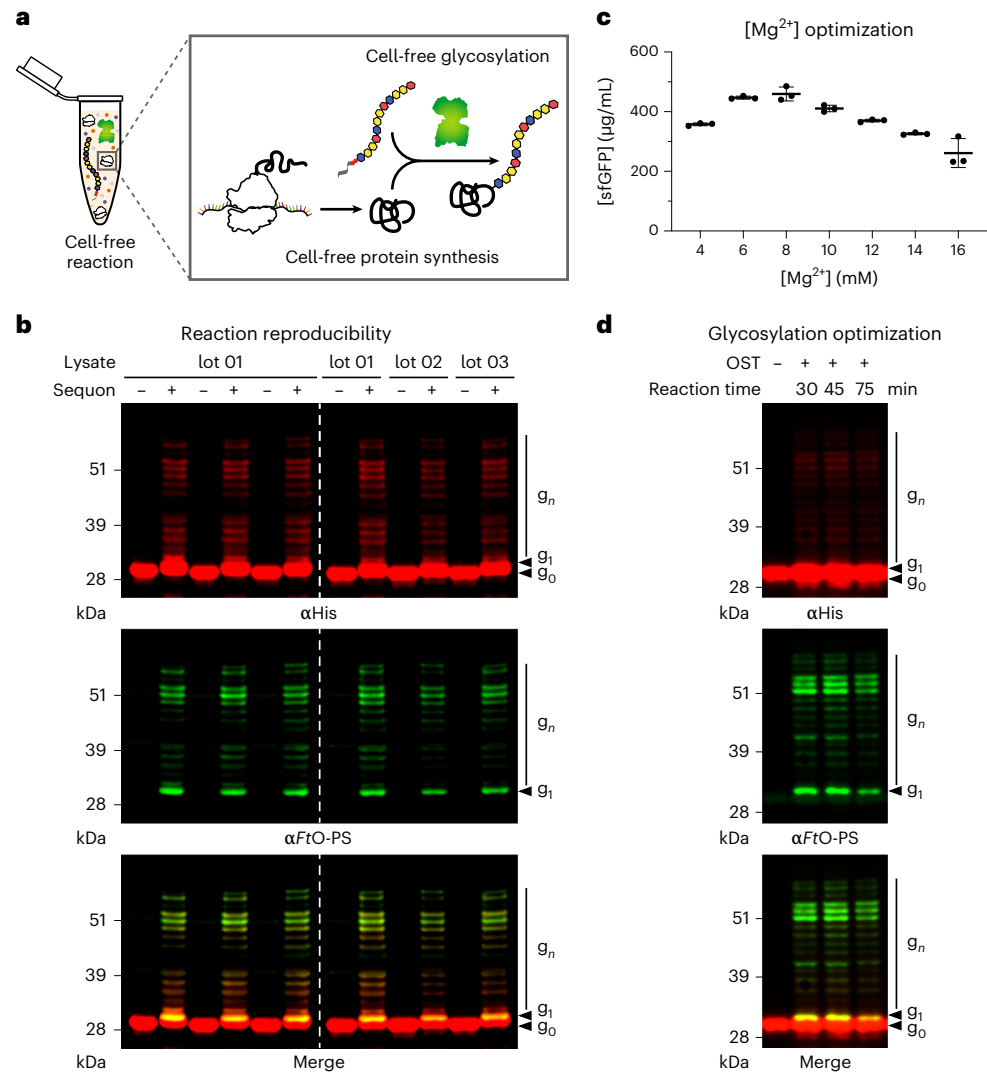 a
Cell-free glycosylation
Cell-free protein synthesis
Cell-free
reaction
b
Reaction reproducibility
Lysate lot 01 lot 01 lot 02 lot 03
Sequon – + – + – + – + – + – +
51
39
28
gn
g1
g0
kDa αHis
51
39
28
gn
g1
kDa αFtO-PS
51
39
28
gn
g1
g0
kDa Merge
c
[Mg2+] optimization
[sfGFP] (µg/mL)
600
400
200
0
4 6 8 10 12 14 16
[Mg2+] (mM)
d
Glycosylation optimization
OST – + + +
Reaction time 30 45 75 min
51
39
28
gn
g1
g0
kDa αHis
51
39
28
gn
g1
kDa αFtO-PS
51
39
28
gn
g1
g0
kDa Merge